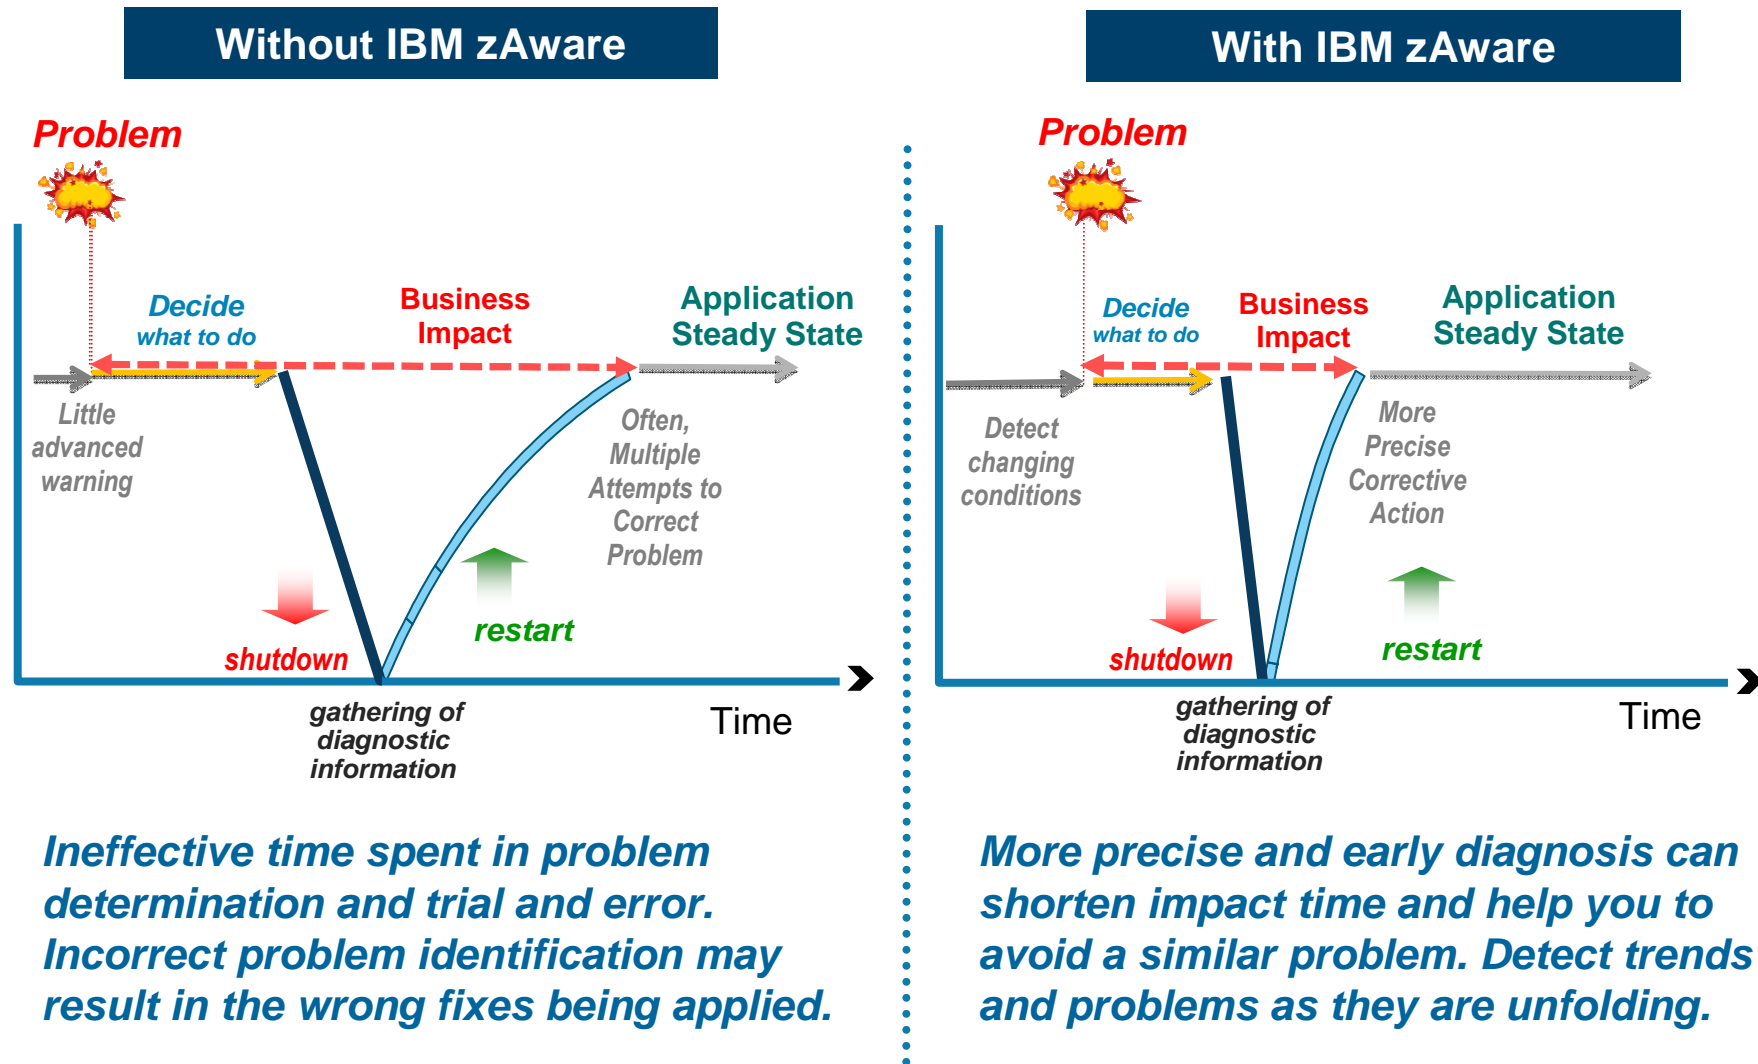 Without IBM zAware
Problem
Decide
what to do
Business
Impact
Application
Steady State
Little
advanced
warning
Often,
Multiple
Attempts to
Correct
Problem
shutdown
restart
gathering of
diagnostic
information
Time
Ineffective time spent in problem
determination and trial and error.
Incorrect problem identification may
result in the wrong fixes being applied.
With IBM zAware
Problem
Decide
what to do
Business
Impact
Application
Steady State
Detect
changing
conditions
More
Precise
Corrective
Action
shutdown
restart
gathering of
diagnostic
information
Time
More precise and early diagnosis can
shorten impact time and help you to
avoid a similar problem. Detect trends
and problems as they are unfolding.